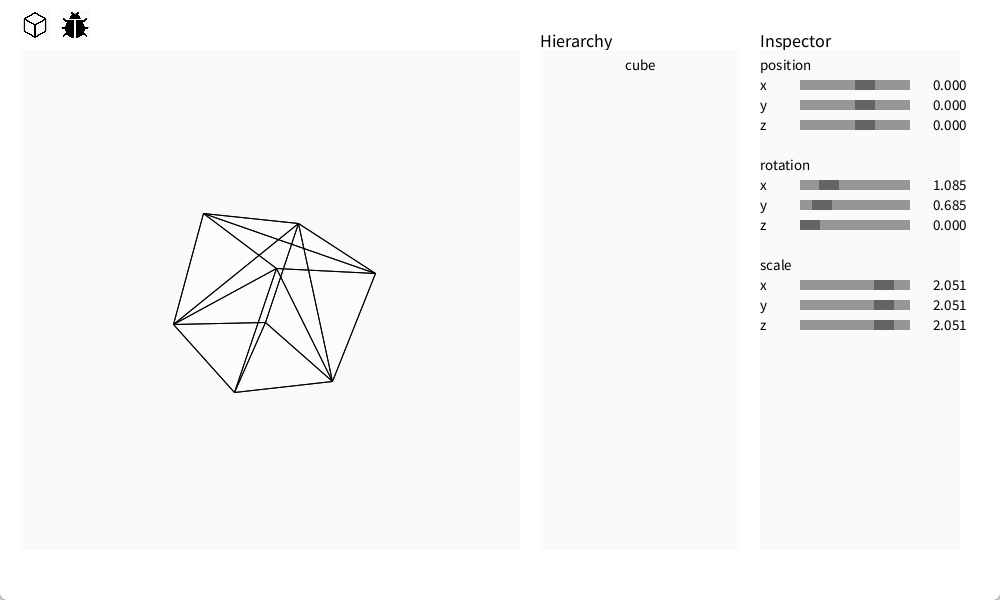 Hierarchy
cube
Inspector
position
x 0.000
y 0.000
z 0.000
rotation
x 1.085
y 0.685
z 0.000
scale
x 2.051
y 2.051
z 2.051